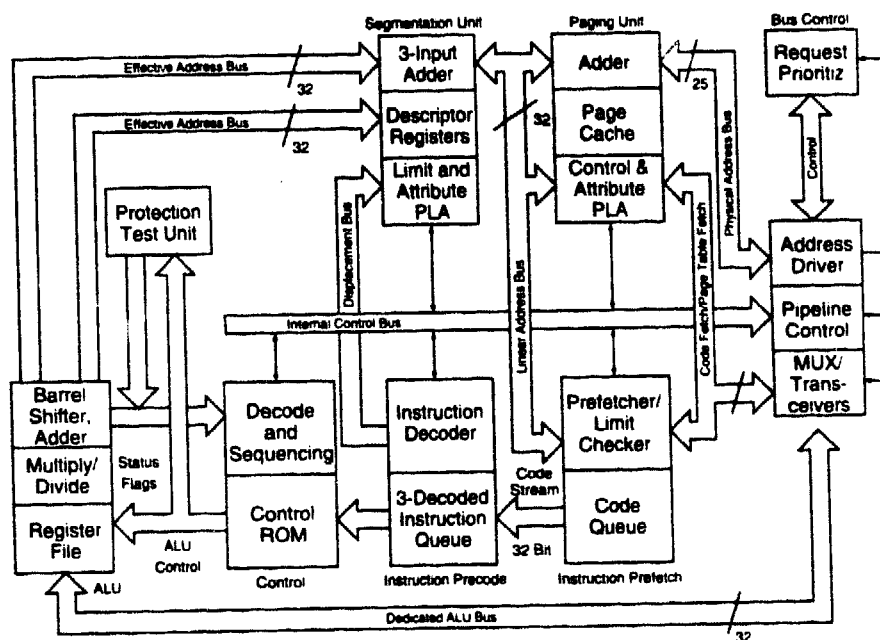 Segmentation Unit
Paging Unit
Bus Control
3-Input
Adder
Descriptor
Registers
Limit and
Attribute
PLA
Adder
Page
Cache
Control &
Attribute
PLA
Request
Prioritiz
Effective Address Bus
32
Effective Address Bus
32
32
25
Protection
Test Unit
Displacement Bus
Linear Address Bus
Physical Address Bus
Code Fetch/Page Table Fetch
Control
Address
Driver
Pipeline
Control
MUX/
Trans-
ceivers
Internal Control Bus
Barrel
Shifter,
Adder
Multiply/
Divide
Register
File
Status
Flags
ALU
Control
Decode
and
Sequencing
Control
ROM
Instruction
Decoder
3-Decoded
Instruction
Queue
Code
Stream
32 Bit
Prefetcher/
Limit
Checker
Code
Queue
ALU
Control
Instruction Precode
Instruction Prefetch
Dedicated ALU Bus
32